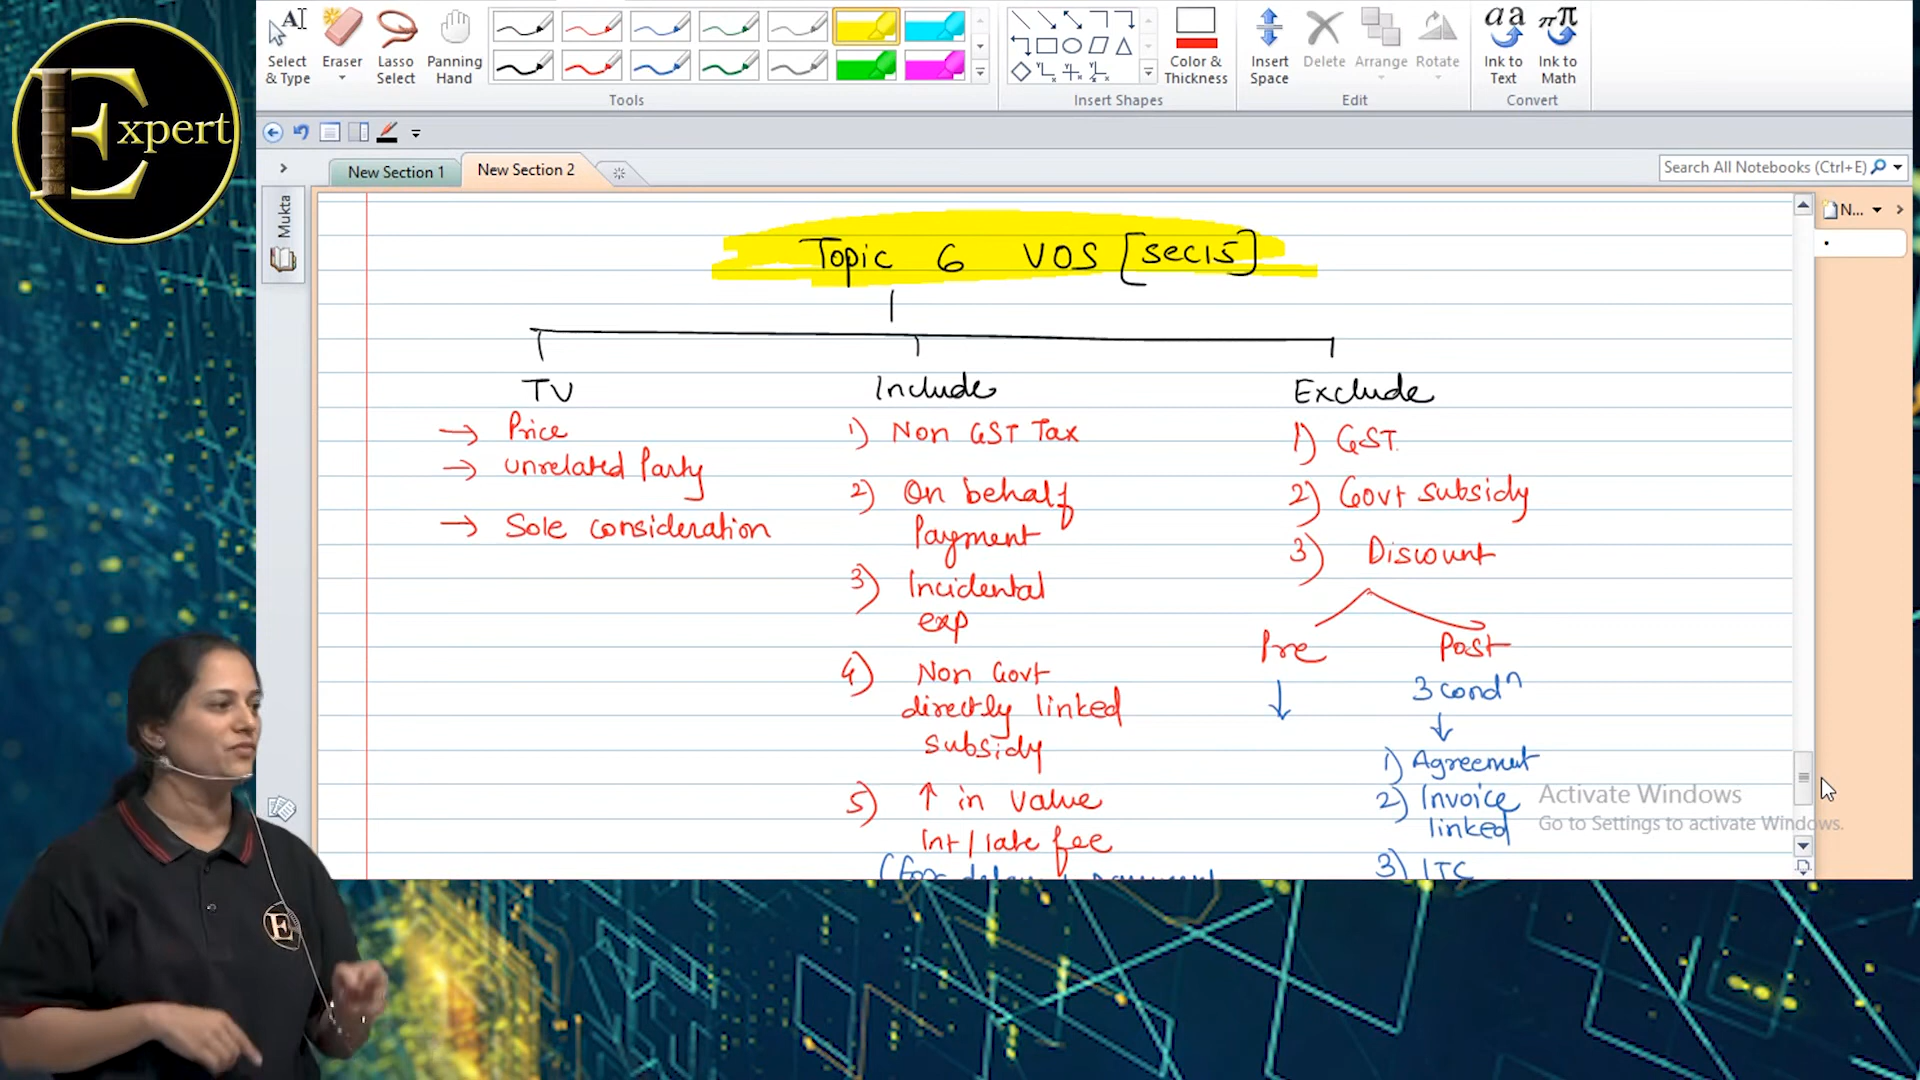 Expert
Select & Type
Eraser
Lasso Select
Panning Hand
Tools
Insert Shapes
Color & Thickness
Insert Space
Delete
Arrange
Rotate
Edit
Ink to Text
Ink to Math
Convert
New Section 1
New Section 2
Search All Notebooks (Ctrl+E)
Mukta
N...
Topic 6 VOS [sec15]
TV
→ Price
→ unrelated Party
→ Sole consideration
Include
1) Non GST Tax
2) On behalf
Payment
3) Incidental
exp
4) Non Govt
directly linked
subsidy
5) ↑ in value
Int/late fee
Exclude
1) GST.
2) Govt subsidy
3) Discount
Pre
↓
Post
3 condn
↓
1) Agreement
2) Invoice
linked
3) ITC
Activate Windows
Go to Settings to activate Windows.
E